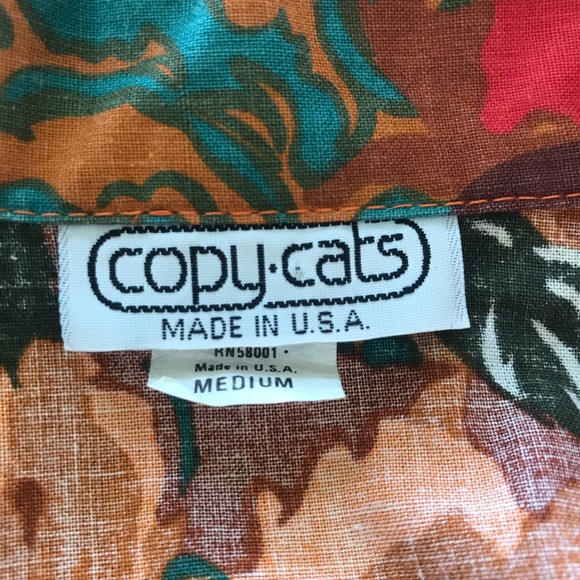 copy·cats
MADE IN U.S.A.
RN58001 ·
Made in U.S.A.
MEDIUM